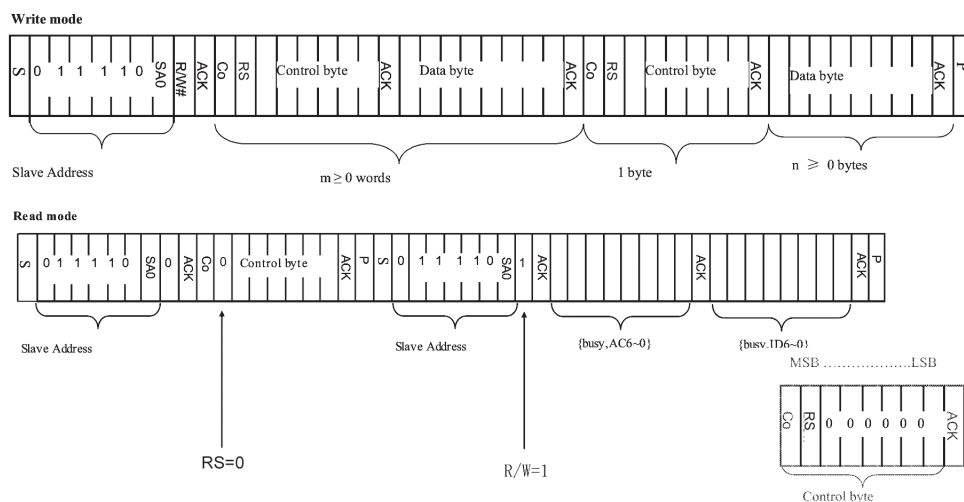 Write mode
S 0 1 1 1 1 0 SA0 R/W# ACK Co RS Control byte ACK Data byte ACK Co RS Control byte ACK Data byte ACK P
Slave Address
m ≥ 0 words
1 byte
n ≥ 0 bytes
Read mode
S 0 1 1 1 1 0 SA0 0 ACK Co 0 Control byte ACK P S 0 1 1 1 1 0 SA0 1 ACK ACK ACK P
Slave Address
Slave Address
{busy,AC6~0}
{busy,ID6~0}
MSB ....................LSB
Co RS... 0 0 0 0 0 0 ACK
Control byte
RS=0
R/W=1